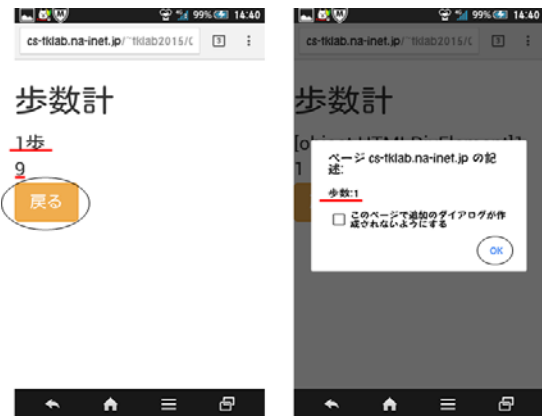 99% 14:40
cs-tklab.na-inet.jp/~tklab2015/C
歩数計
1歩
9
戻る
99% 14:40
cs-tklab.na-inet.jp/~tklab2015/C
歩数計
1
ページ cs-tklab.na-inet.jp の記
述:
歩数:1
このページで追加のダイアログが作
成されないようにする
OK